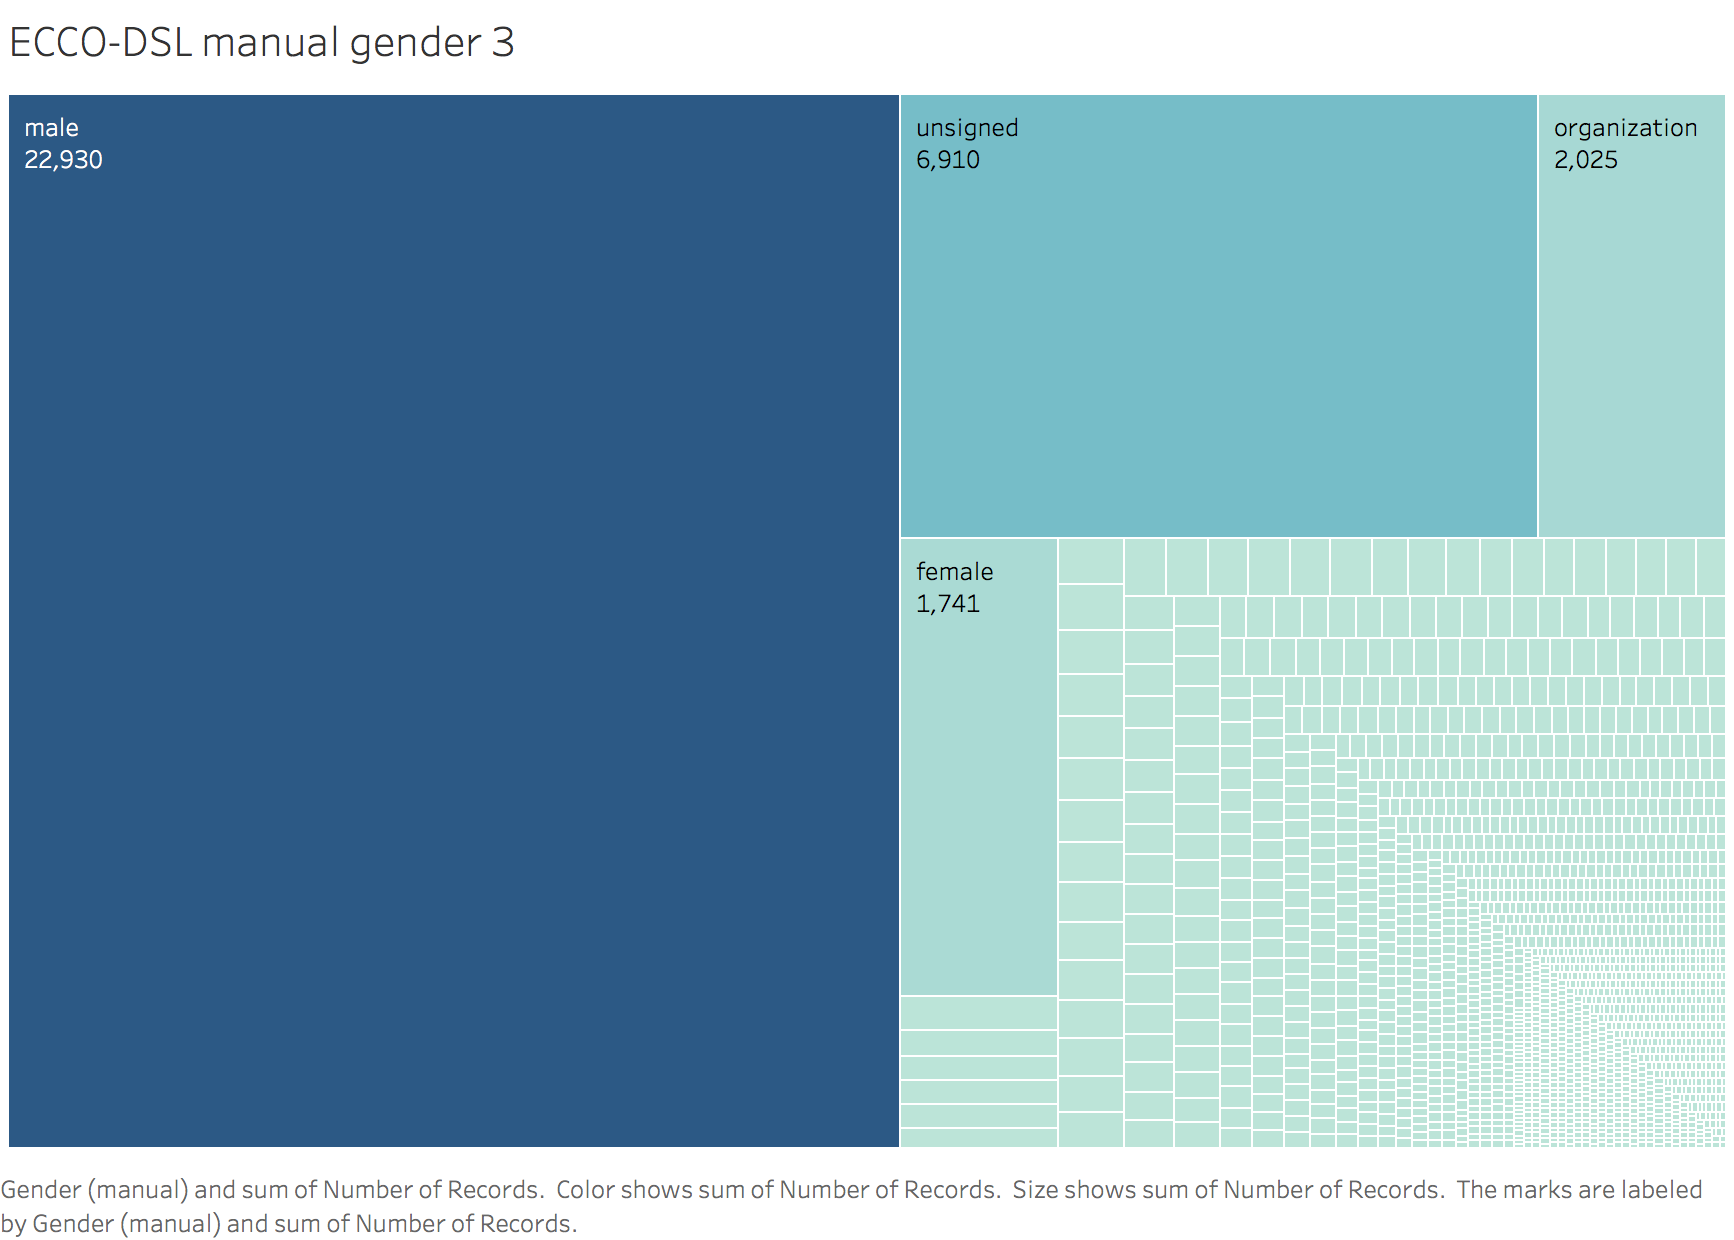 ECCO-DSL manual gender 3
male
22,930
unsigned
6,910
organization
2,025
female
1,741
Gender (manual) and sum of Number of Records. Color shows sum of Number of Records. Size shows sum of Number of Records. The marks are labeled
by Gender (manual) and sum of Number of Records.